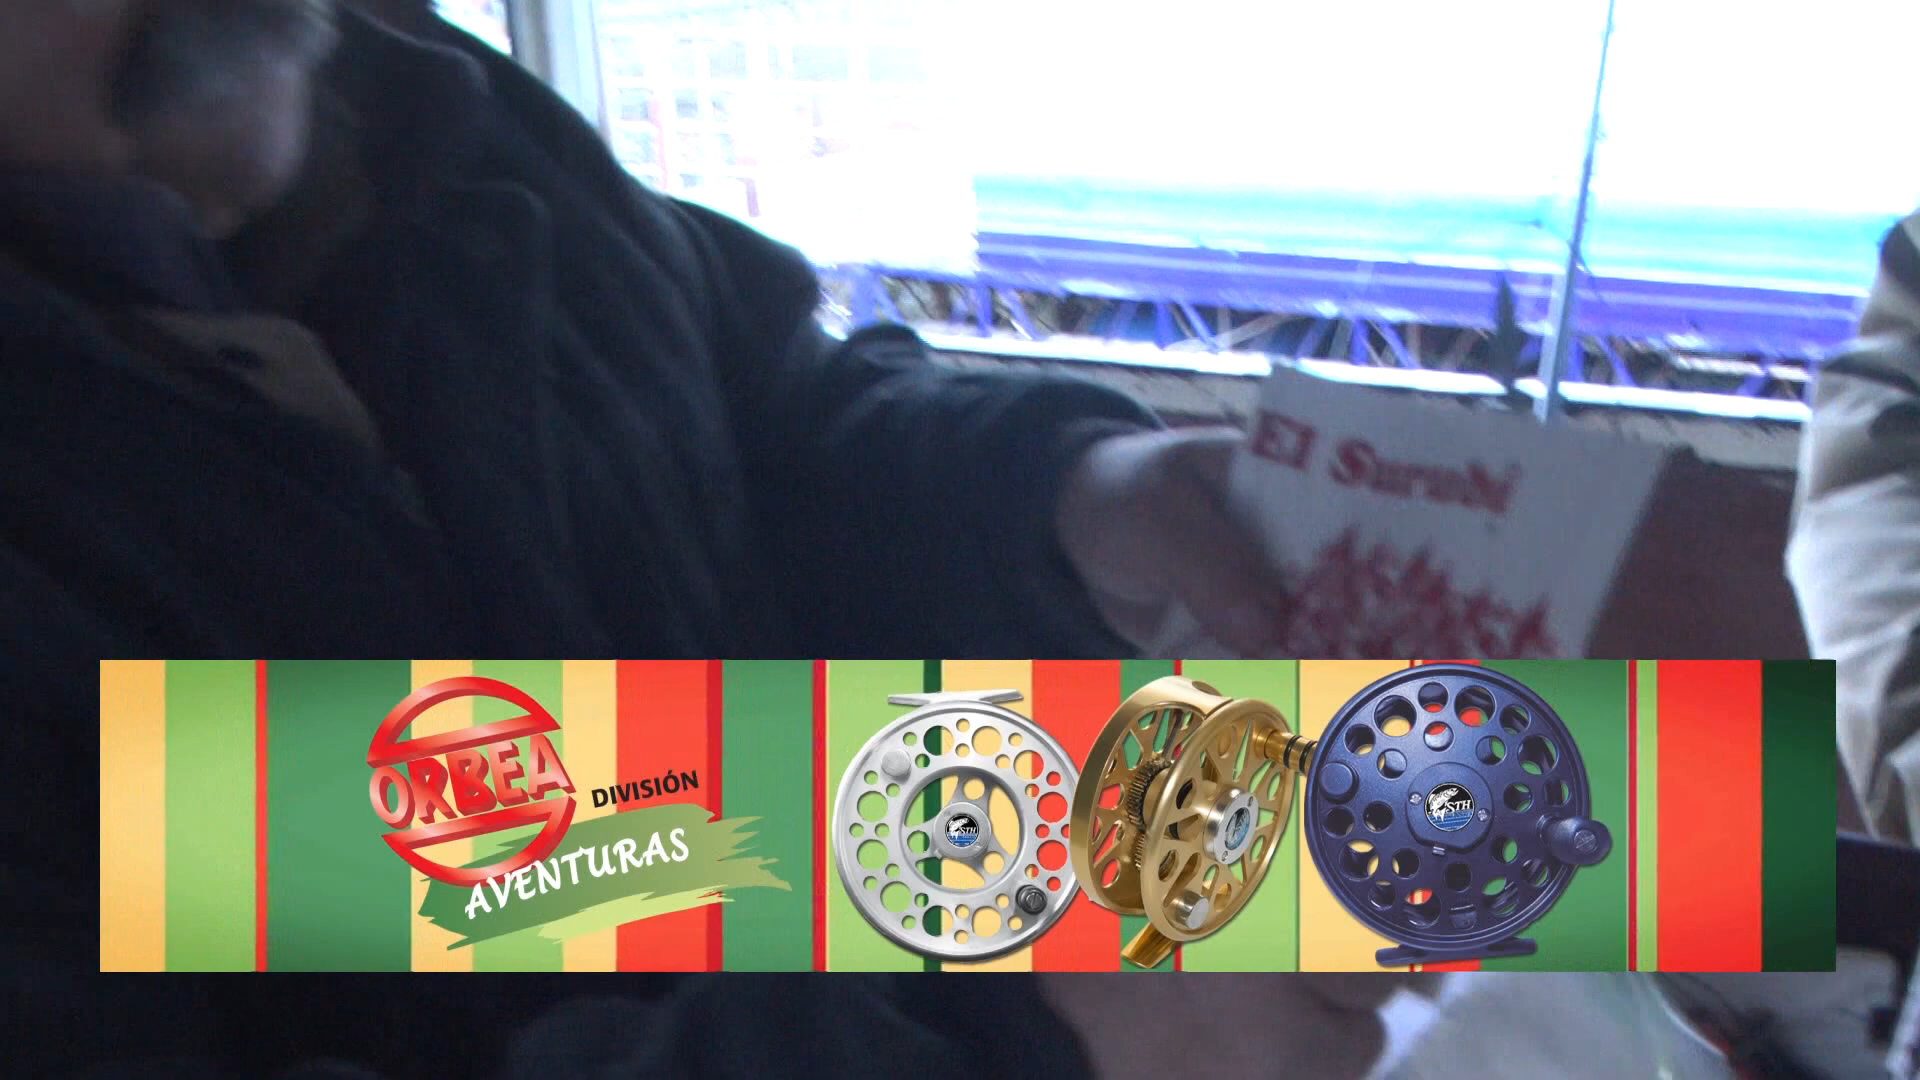 El Surubí
ORBEA
DIVISIÓN
AVENTURAS
STH
STH